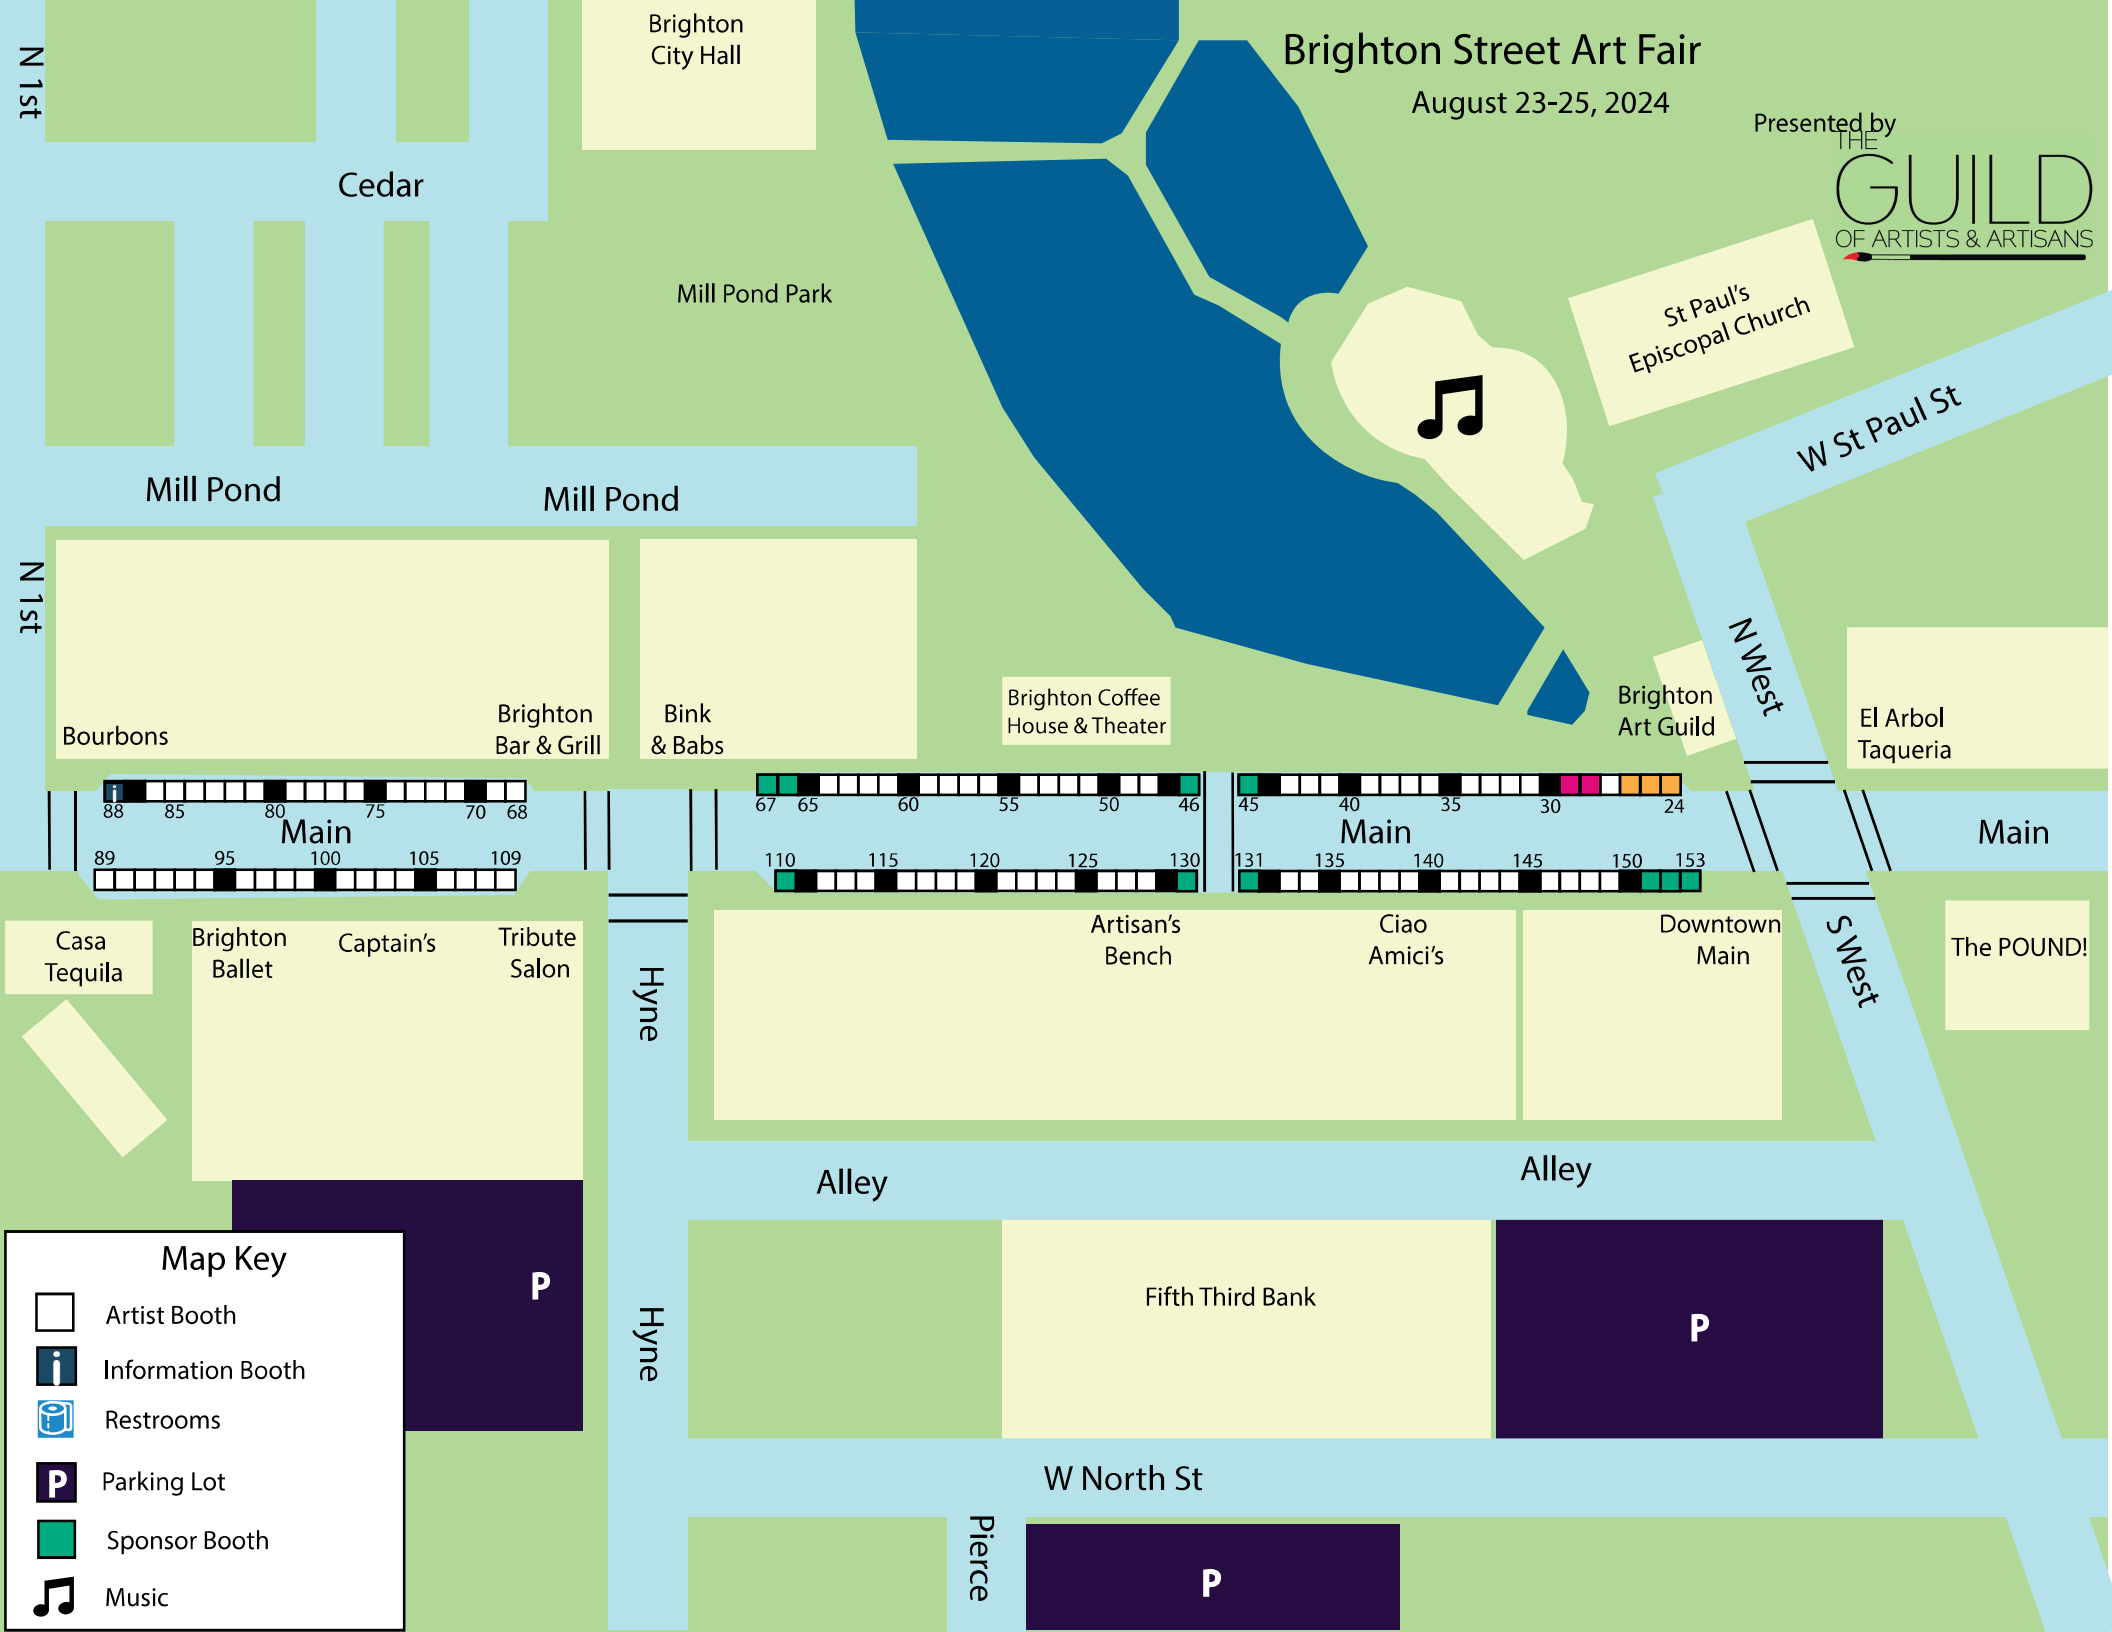 Brighton Street Art Fair
August 23-25, 2024
Presented by
THE
GUILD
OF ARTISTS & ARTISANS
N 1st
Brighton
City Hall
Cedar
Mill Pond Park
St Paul's
Episcopal Church
W St Paul St
Mill Pond
Mill Pond
N 1st
N West
Bourbons
Brighton
Bar & Grill
Bink
& Babs
Brighton Coffee
House & Theater
Brighton
Art Guild
El Arbol
Taqueria
i
88 85 80 75 70 68
67 65 60 55 50 46
45 40 35 30 24
Main
Main
Main
89 95 100 105 109
110 115 120 125 130
131 135 140 145 150 153
Casa
Tequila
Brighton
Ballet
Captain's
Tribute
Salon
Hyne
Artisan's
Bench
Ciao
Amici's
Downtown
Main
S West
The POUND!
Alley
Alley
P
Hyne
Fifth Third Bank
P
W North St
Pierce
P
Map Key
Artist Booth
i Information Booth
Restrooms
P Parking Lot
Sponsor Booth
Music